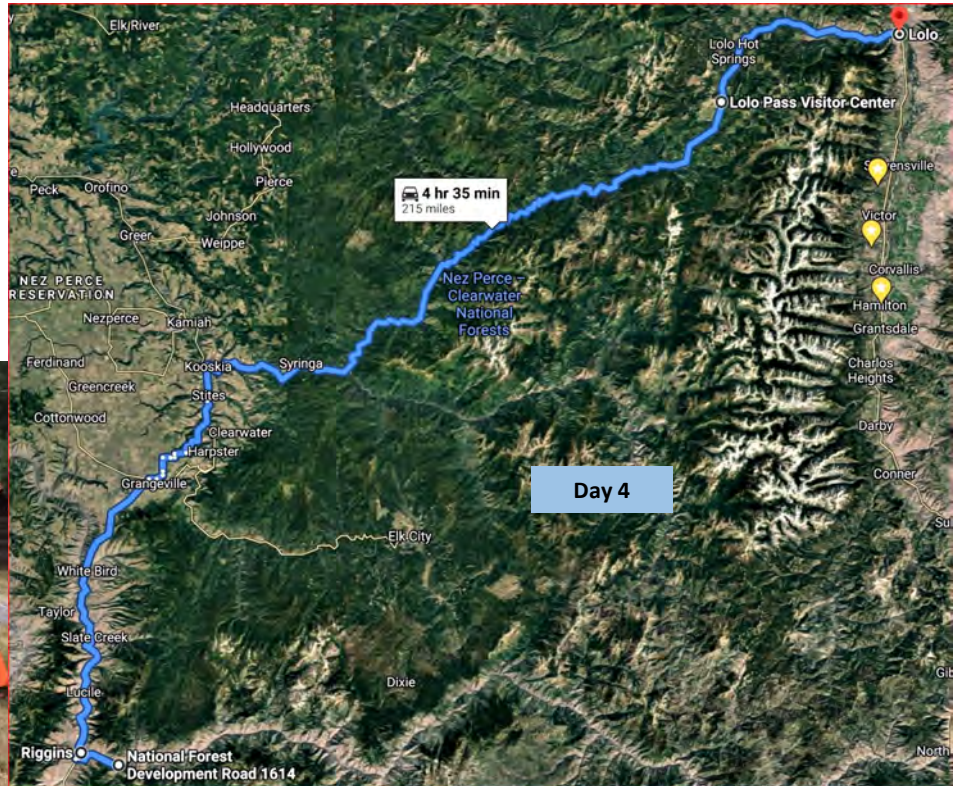 Elk River
Lolo
Lolo Hot
Springs
Lolo Pass Visitor Center
Headquarters
Hollywood
Pierce
Peck
Orofino
Stevensville
4 hr 35 min
215 miles
Johnson
Greer
Weippe
Victor
NEZ PERCE
RESERVATION
Nez Perce –
Clearwater
National
Forests
Corvallis
Hamilton
Nezperce
Kamiah
Grantsdale
Ferdinand
Kooskia
Syringa
Charlos
Heights
Greencreek
Stites
Cottonwood
Clearwater
Darby
Harpster
Grangeville
Conner
Day 4
Su
Elk City
White Bird
Taylor
Slate Creek
Dixie
Gib
Lucile
Riggins
National Forest
Development Road 1614
North